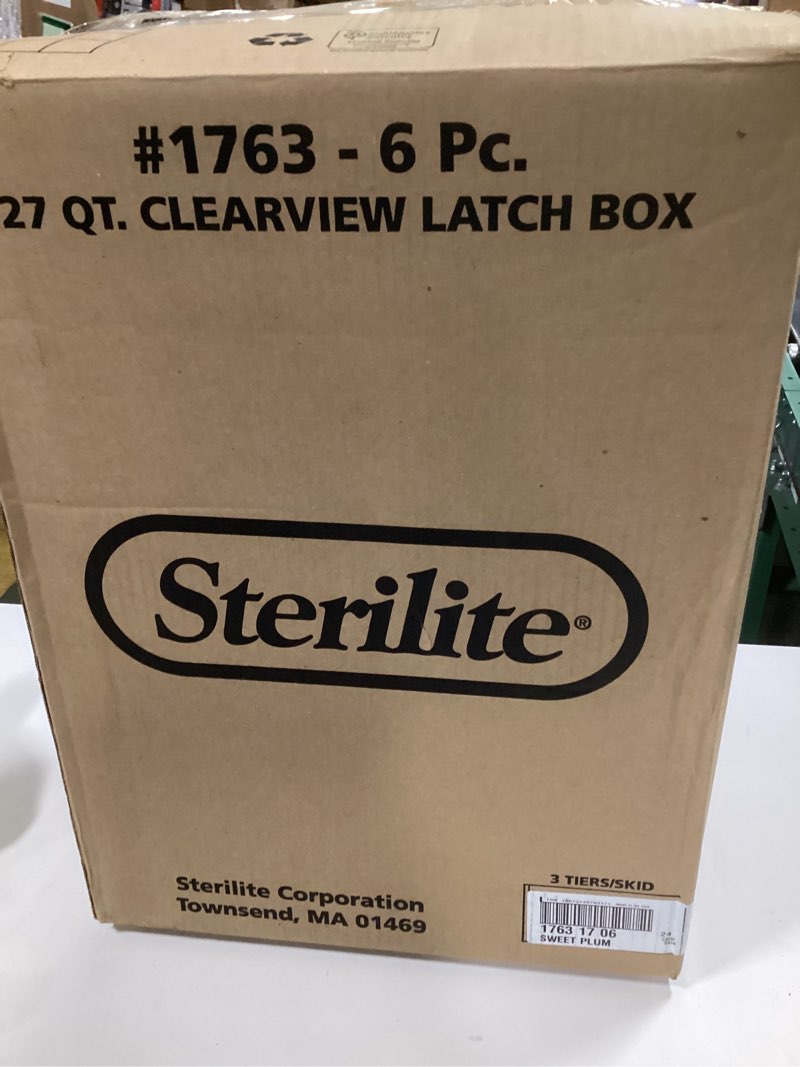 #1763 - 6 Pc.
27 QT. CLEARVIEW LATCH BOX
Sterilite®
Sterilite Corporation
Townsend, MA 01469
3 TIERS/SKID
1763 17 06
SWEET PLUM
24